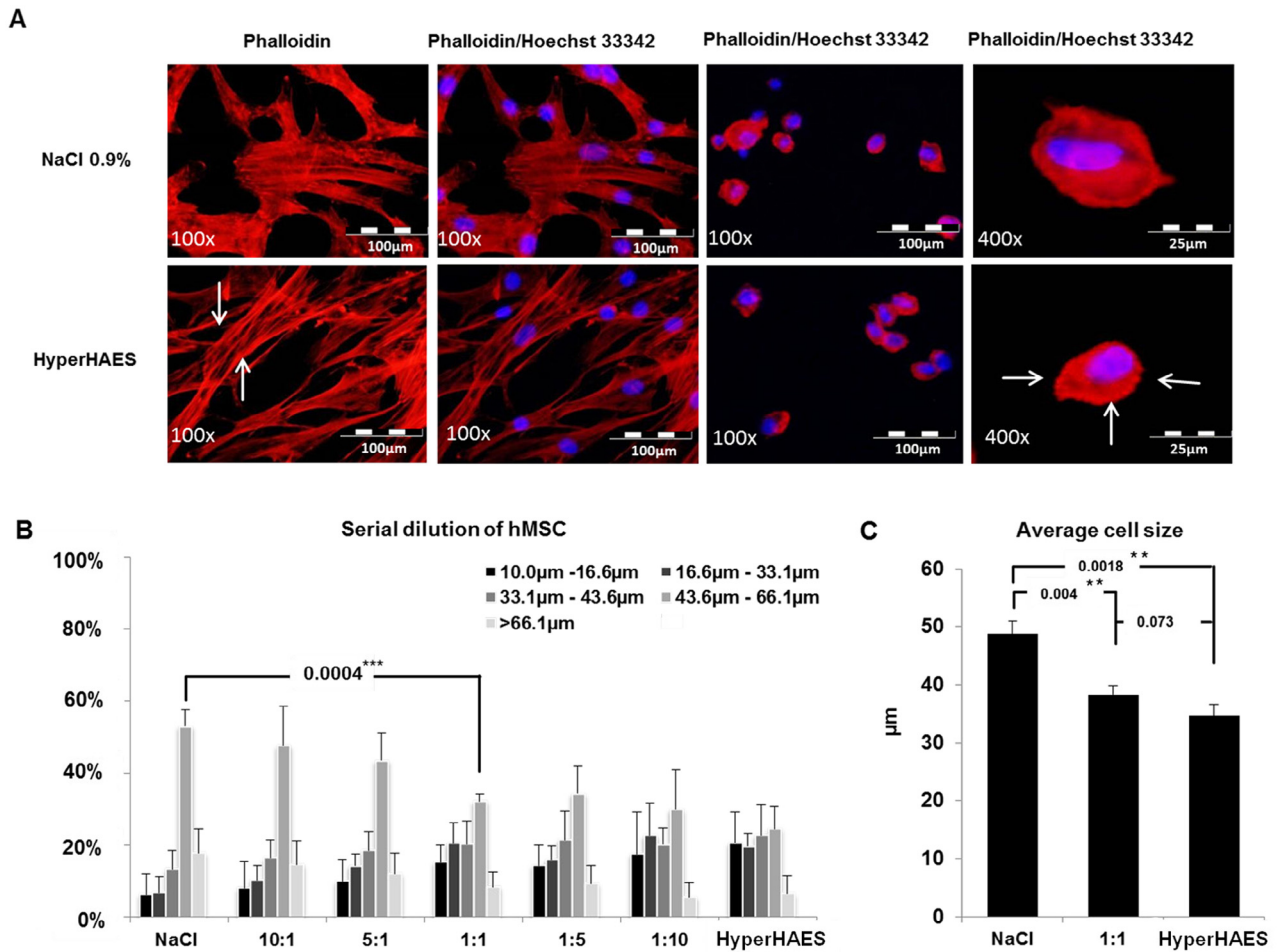 A
Phalloidin
Phalloidin/Hoechst 33342
Phalloidin/Hoechst 33342
Phalloidin/Hoechst 33342
NaCl 0.9%
100x
100µm
100x
100µm
100x
100µm
400x
25µm
HyperHAES
100x
100µm
100x
100µm
100x
100µm
400x
25µm
B
Serial dilution of hMSC
10.0µm -16.6µm
16.6µm - 33.1µm
33.1µm - 43.6µm
43.6µm - 66.1µm
>66.1µm
100%
80%
60%
40%
20%
0%
0.0004***
NaCl
10:1
5:1
1:1
1:5
1:10
HyperHAES
C
Average cell size
µm
60
50
40
30
20
10
0
0.0018 **
0.004 **
0.073
NaCl
1:1
HyperHAES